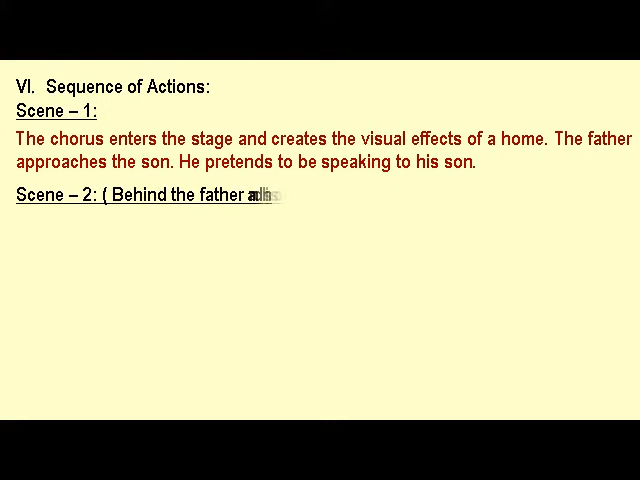 VI. Sequence of Actions:
Scene – 1:
The chorus enters the stage and creates the visual effects of a home. The father
approaches the son. He pretends to be speaking to his son.
Scene – 2: ( Behind the father